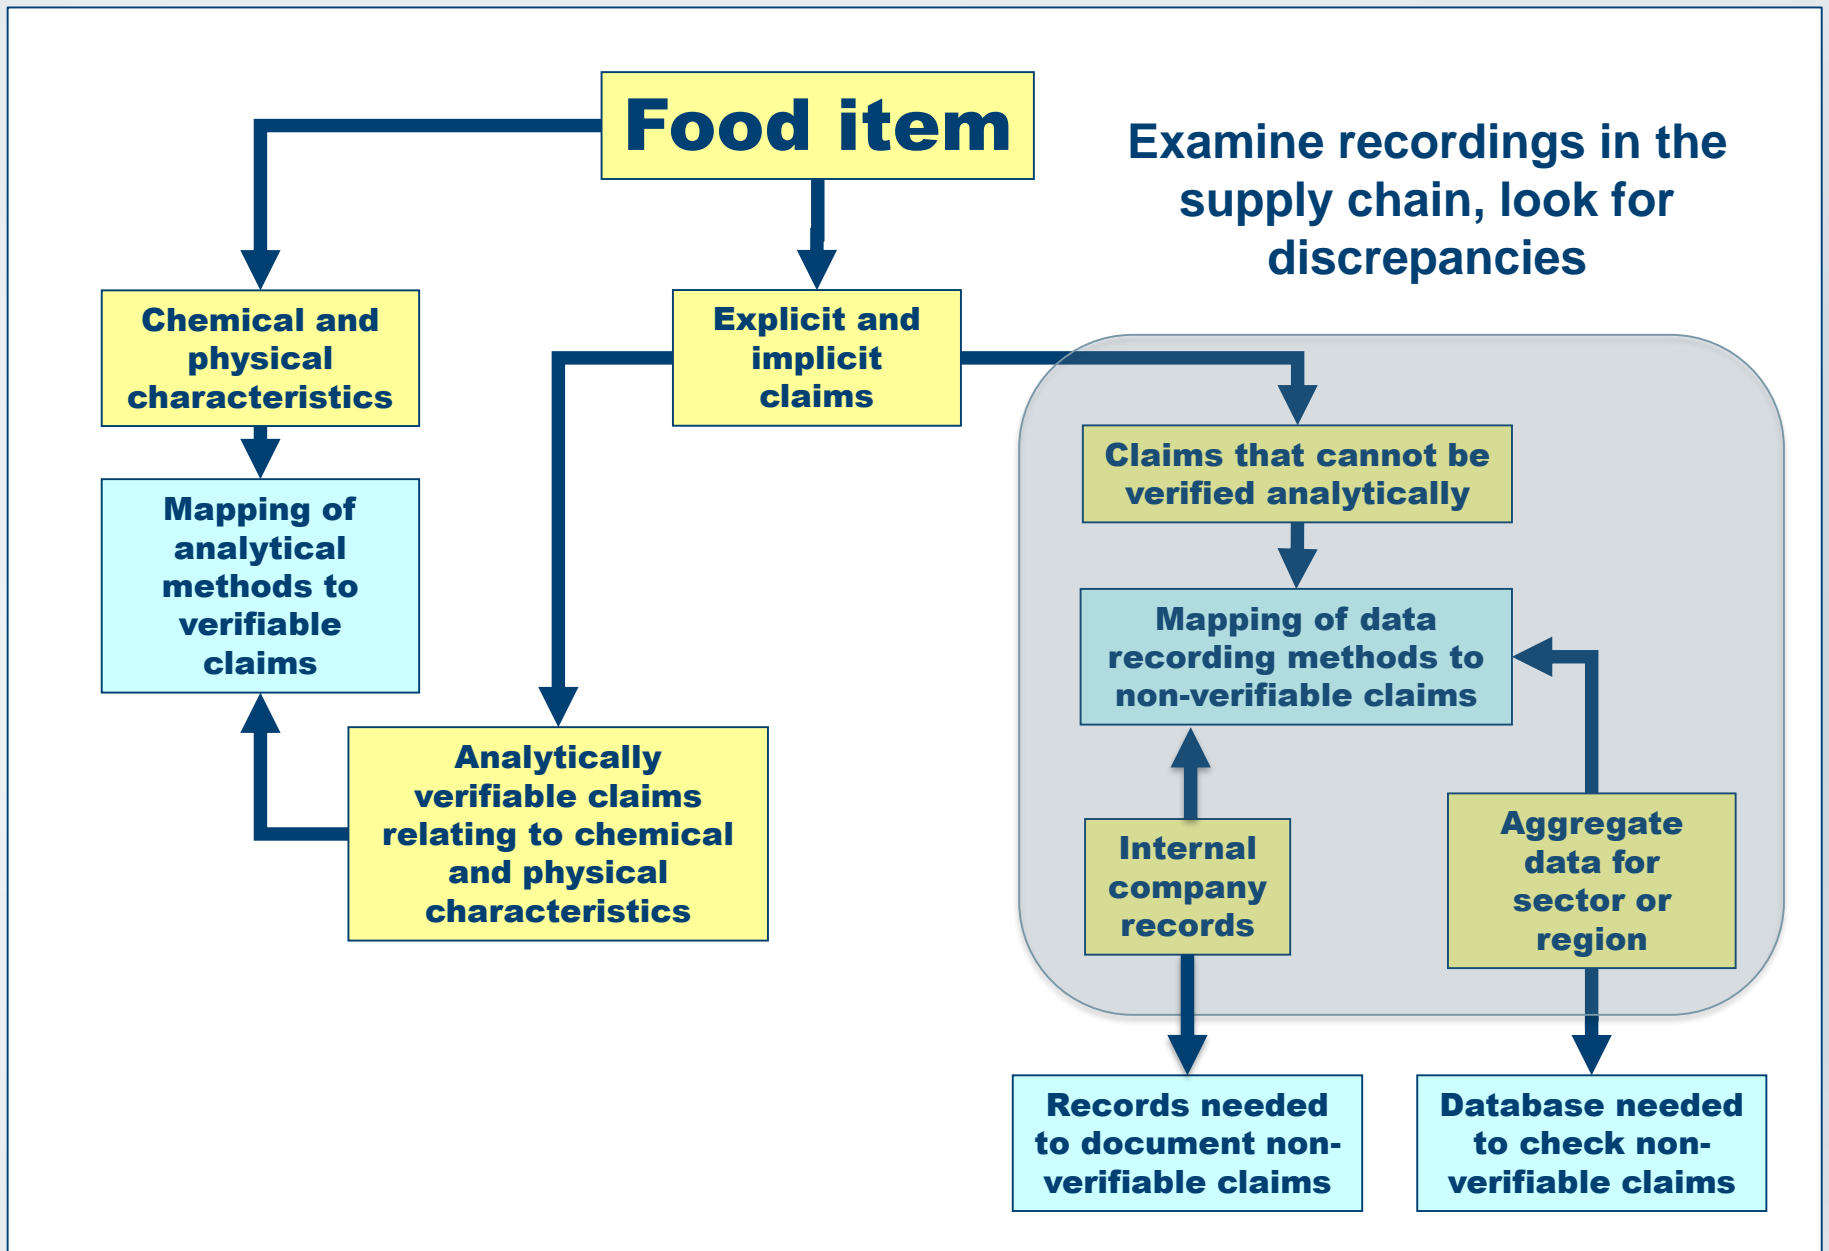 Food item
Examine recordings in the
supply chain, look for
discrepancies
Chemical and
physical
characteristics
Explicit and
implicit
claims
Claims that cannot be
verified analytically
Mapping of
analytical
methods to
verifiable
claims
Mapping of data
recording methods to
non-verifiable claims
Analytically
verifiable claims
relating to chemical
and physical
characteristics
Internal
company
records
Aggregate
data for
sector or
region
Records needed
to document non-
verifiable claims
Database needed
to check non-
verifiable claims